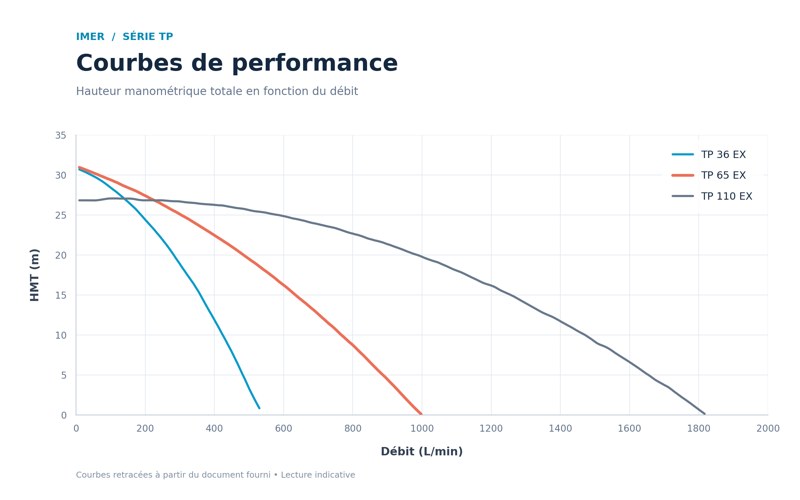 IMER / SÉRIE TP
Courbes de performance
Hauteur manométrique totale en fonction du débit
35
30
25
20
15
10
5
0
HMT (m)
TP 36 EX
TP 65 EX
TP 110 EX
0 200 400 600 800 1000 1200 1400 1600 1800 2000
Débit (L/min)
Courbes retracées à partir du document fourni • Lecture indicative